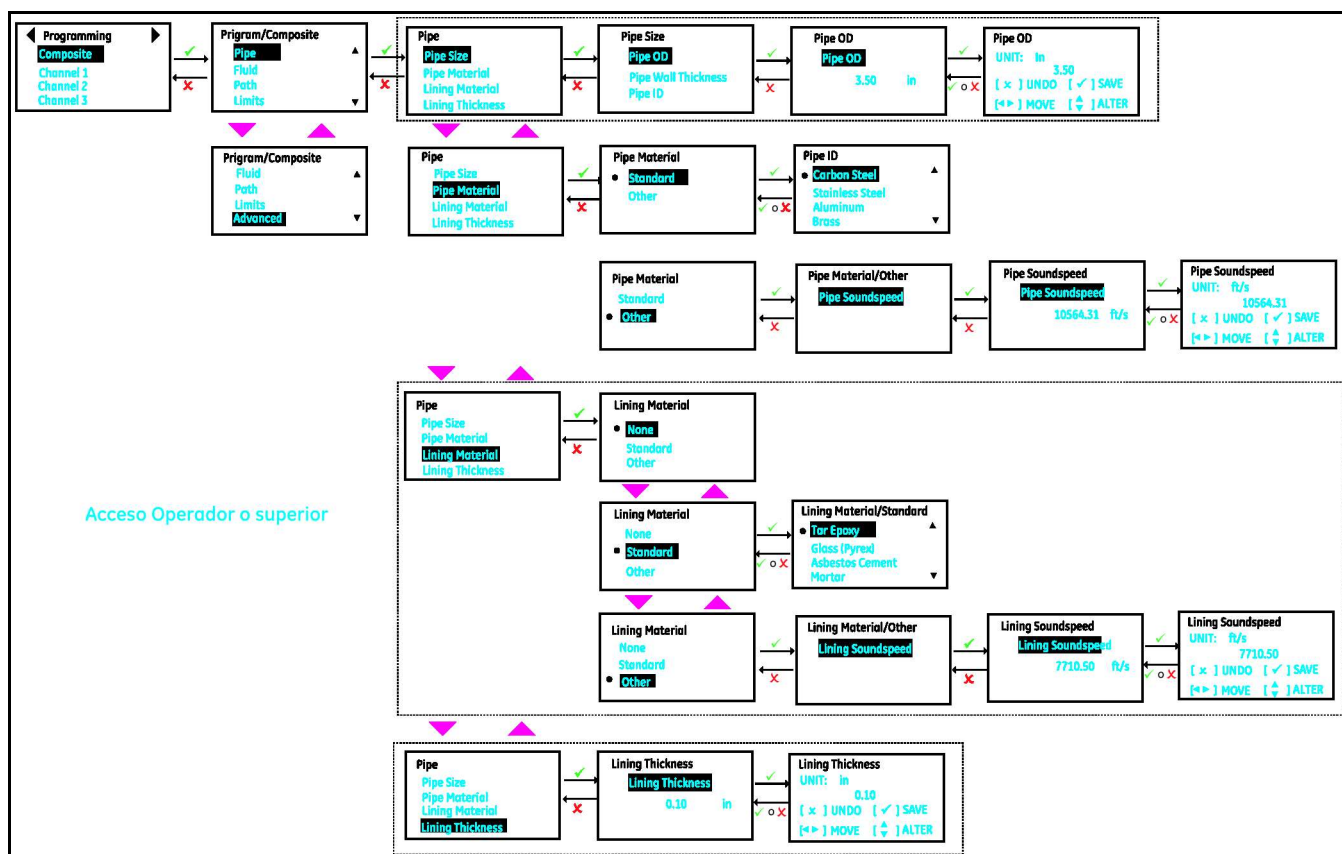 Programming
Composite
Channel 1
Channel 2
Channel 3
Prigram/Composite
Pipe
Fluid
Path
Limits
Pipe
Pipe Size
Pipe Material
Lining Material
Lining Thickness
Pipe Size
Pipe OD
Pipe Wall Thickness
Pipe ID
Pipe OD
Pipe OD
3.50 in
Pipe OD
UNIT: In
3.50
[ x ] UNDO [ ✓ ] SAVE
[◄►] MOVE [▲▼] ALTER
o
Prigram/Composite
Fluid
Path
Limits
Advanced
Pipe
Pipe Size
Pipe Material
Lining Material
Lining Thickness
Pipe Material
Standard
Other
o
Pipe ID
Carbon Steel
Stainless Steel
Aluminum
Brass
Pipe Material
Standard
Other
Pipe Material/Other
Pipe Soundspeed
Pipe Soundspeed
Pipe Soundspeed
10564.31 ft/s
o
Pipe Soundspeed
UNIT: ft/s
10564.31
[ x ] UNDO [ ✓ ] SAVE
[◄►] MOVE [▲▼] ALTER
Pipe
Pipe Size
Pipe Material
Lining Material
Lining Thickness
Lining Material
None
Standard
Other
Acceso Operador o superior
Lining Material
None
Standard
Other
o
Lining Material/Standard
Tar Epoxy
Glass (Pyrex)
Asbestos Cement
Mortar
Lining Material
None
Standard
Other
Lining Material/Other
Lining Soundspeed
Lining Soundspeed
Lining Soundspeed
7710.50 ft/s
o
Lining Soundspeed
UNIT: ft/s
7710.50
[ x ] UNDO [ ✓ ] SAVE
[◄►] MOVE [▲▼] ALTER
Pipe
Pipe Size
Pipe Material
Lining Material
Lining Thickness
Lining Thickness
Lining Thickness
0.10 in
o
Lining Thickness
UNIT: in
0.10
[ x ] UNDO [ ✓ ] SAVE
[◄►] MOVE [▲▼] ALTER